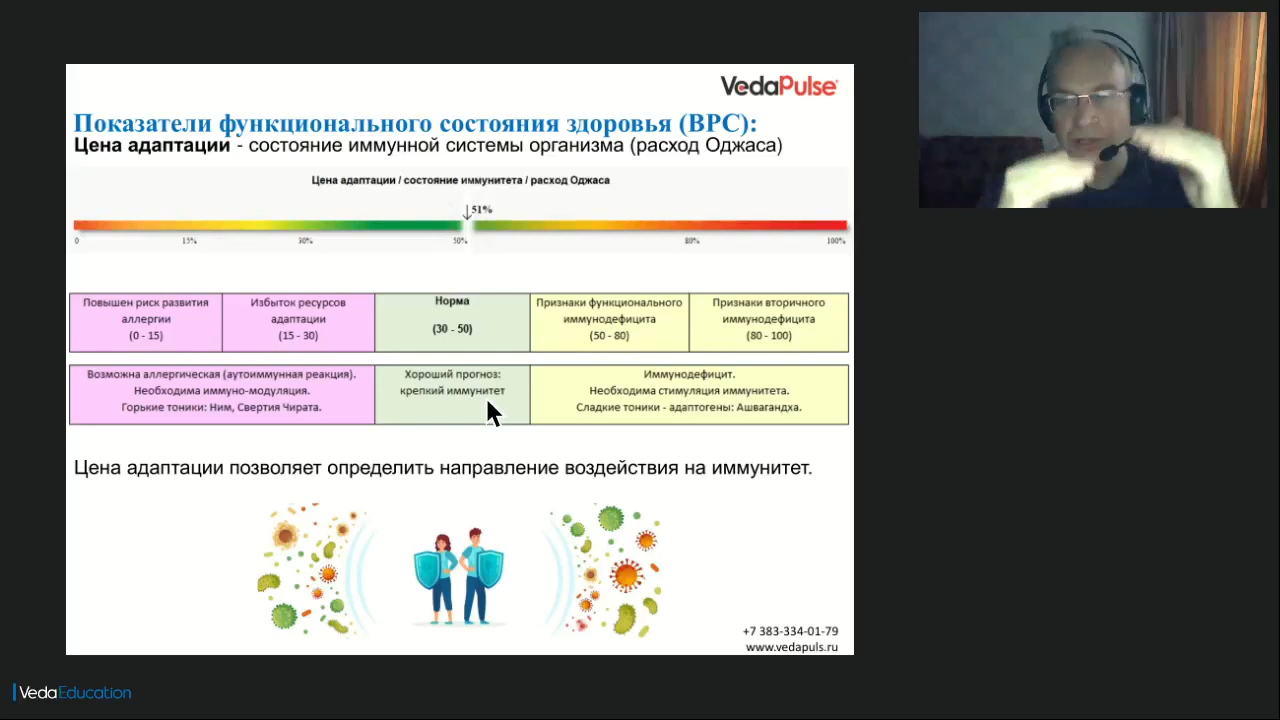 VedaPulse
Показатели функционального состояния здоровья (ВРС):
Цена адаптации - состояние иммунной системы организма (расход Оджаса)
Цена адаптации / состояние иммунитета / расход Оджаса
51%
0 15% 30% 50% 80% 100%
Повышен риск развития
аллергии
(0 - 15)
Избыток ресурсов
адаптации
(15 - 30)
Норма
(30 - 50)
Признаки функционального
иммунодефицита
(50 - 80)
Признаки вторичного
иммунодефицита
(80 - 100)
Возможна аллергическая (аутоиммунная реакция).
Необходима иммуно-модуляция.
Горькие тоники: Ним, Свертия Чирата.
Хороший прогноз:
крепкий иммунитет
Иммунодефицит.
Необходима стимуляция иммунитета.
Сладкие тоники - адаптогены: Ашвагандха.
Цена адаптации позволяет определить направление воздействия на иммунитет.
+7 383-334-01-79
www.vedapuls.ru
VedaEducation